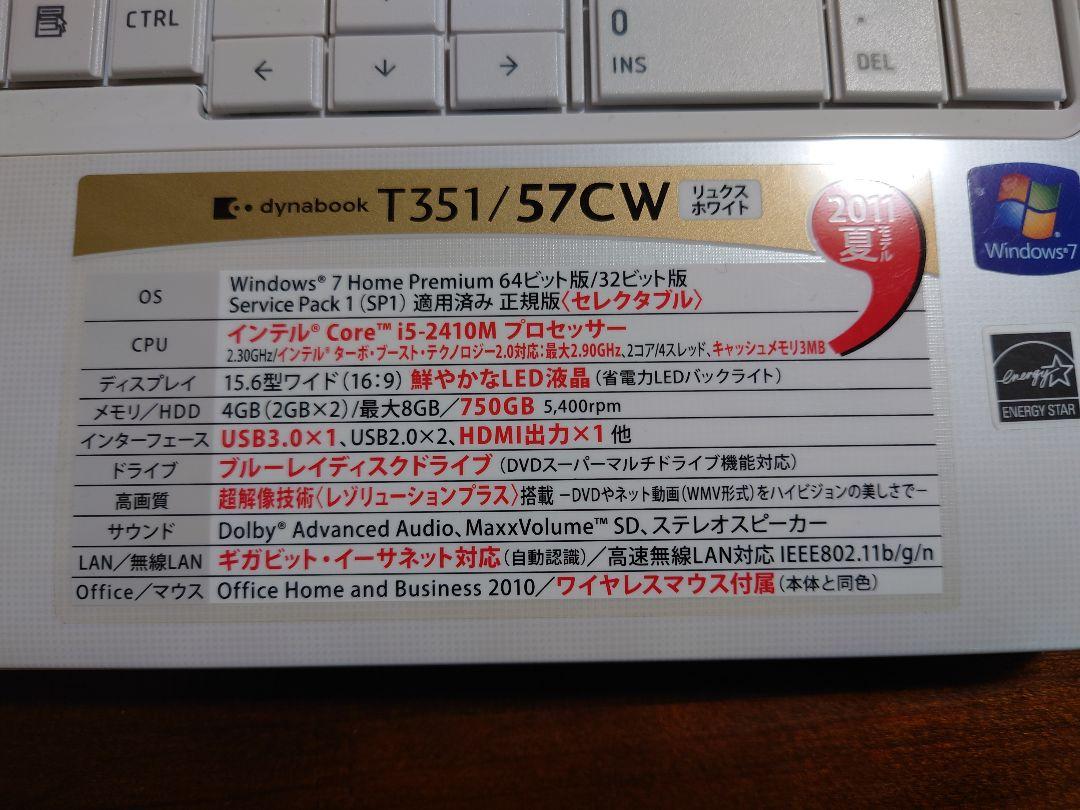 CTRL
←
↓
→
0
INS
.
DEL
dynabook T351/57CW リュクスホワイト
2011
夏モデル
Windows®7
ENERGY STAR
energy
OS Windows® 7 Home Premium 64ビット版/32ビット版
Service Pack 1 (SP1) 適用済み 正規版〈セレクタブル〉
CPU インテル® Core™ i5-2410M プロセッサー
2.30GHz/インテル® ターボ・ブースト・テクノロジー2.0対応:最大2.90GHz、2コア/4スレッド、キャッシュメモリ3MB
ディスプレイ 15.6型ワイド(16:9) 鮮やかなLED液晶(省電力LEDバックライト)
メモリ/HDD 4GB(2GB×2)/最大8GB/750GB 5,400rpm
インターフェース USB3.0×1、USB2.0×2、HDMI出力×1 他
ドライブ ブルーレイディスクドライブ(DVDスーパーマルチドライブ機能対応)
高画質 超解像技術〈レゾリューションプラス〉搭載 −DVDやネット動画(WMV形式)をハイビジョンの美しさで−
サウンド Dolby® Advanced Audio、MaxxVolume™ SD、ステレオスピーカー
LAN/無線LAN ギガビット・イーサネット対応(自動認識)/高速無線LAN対応 IEEE802.11b/g/n
Office/マウス Office Home and Business 2010/ワイヤレスマウス付属(本体と同色)